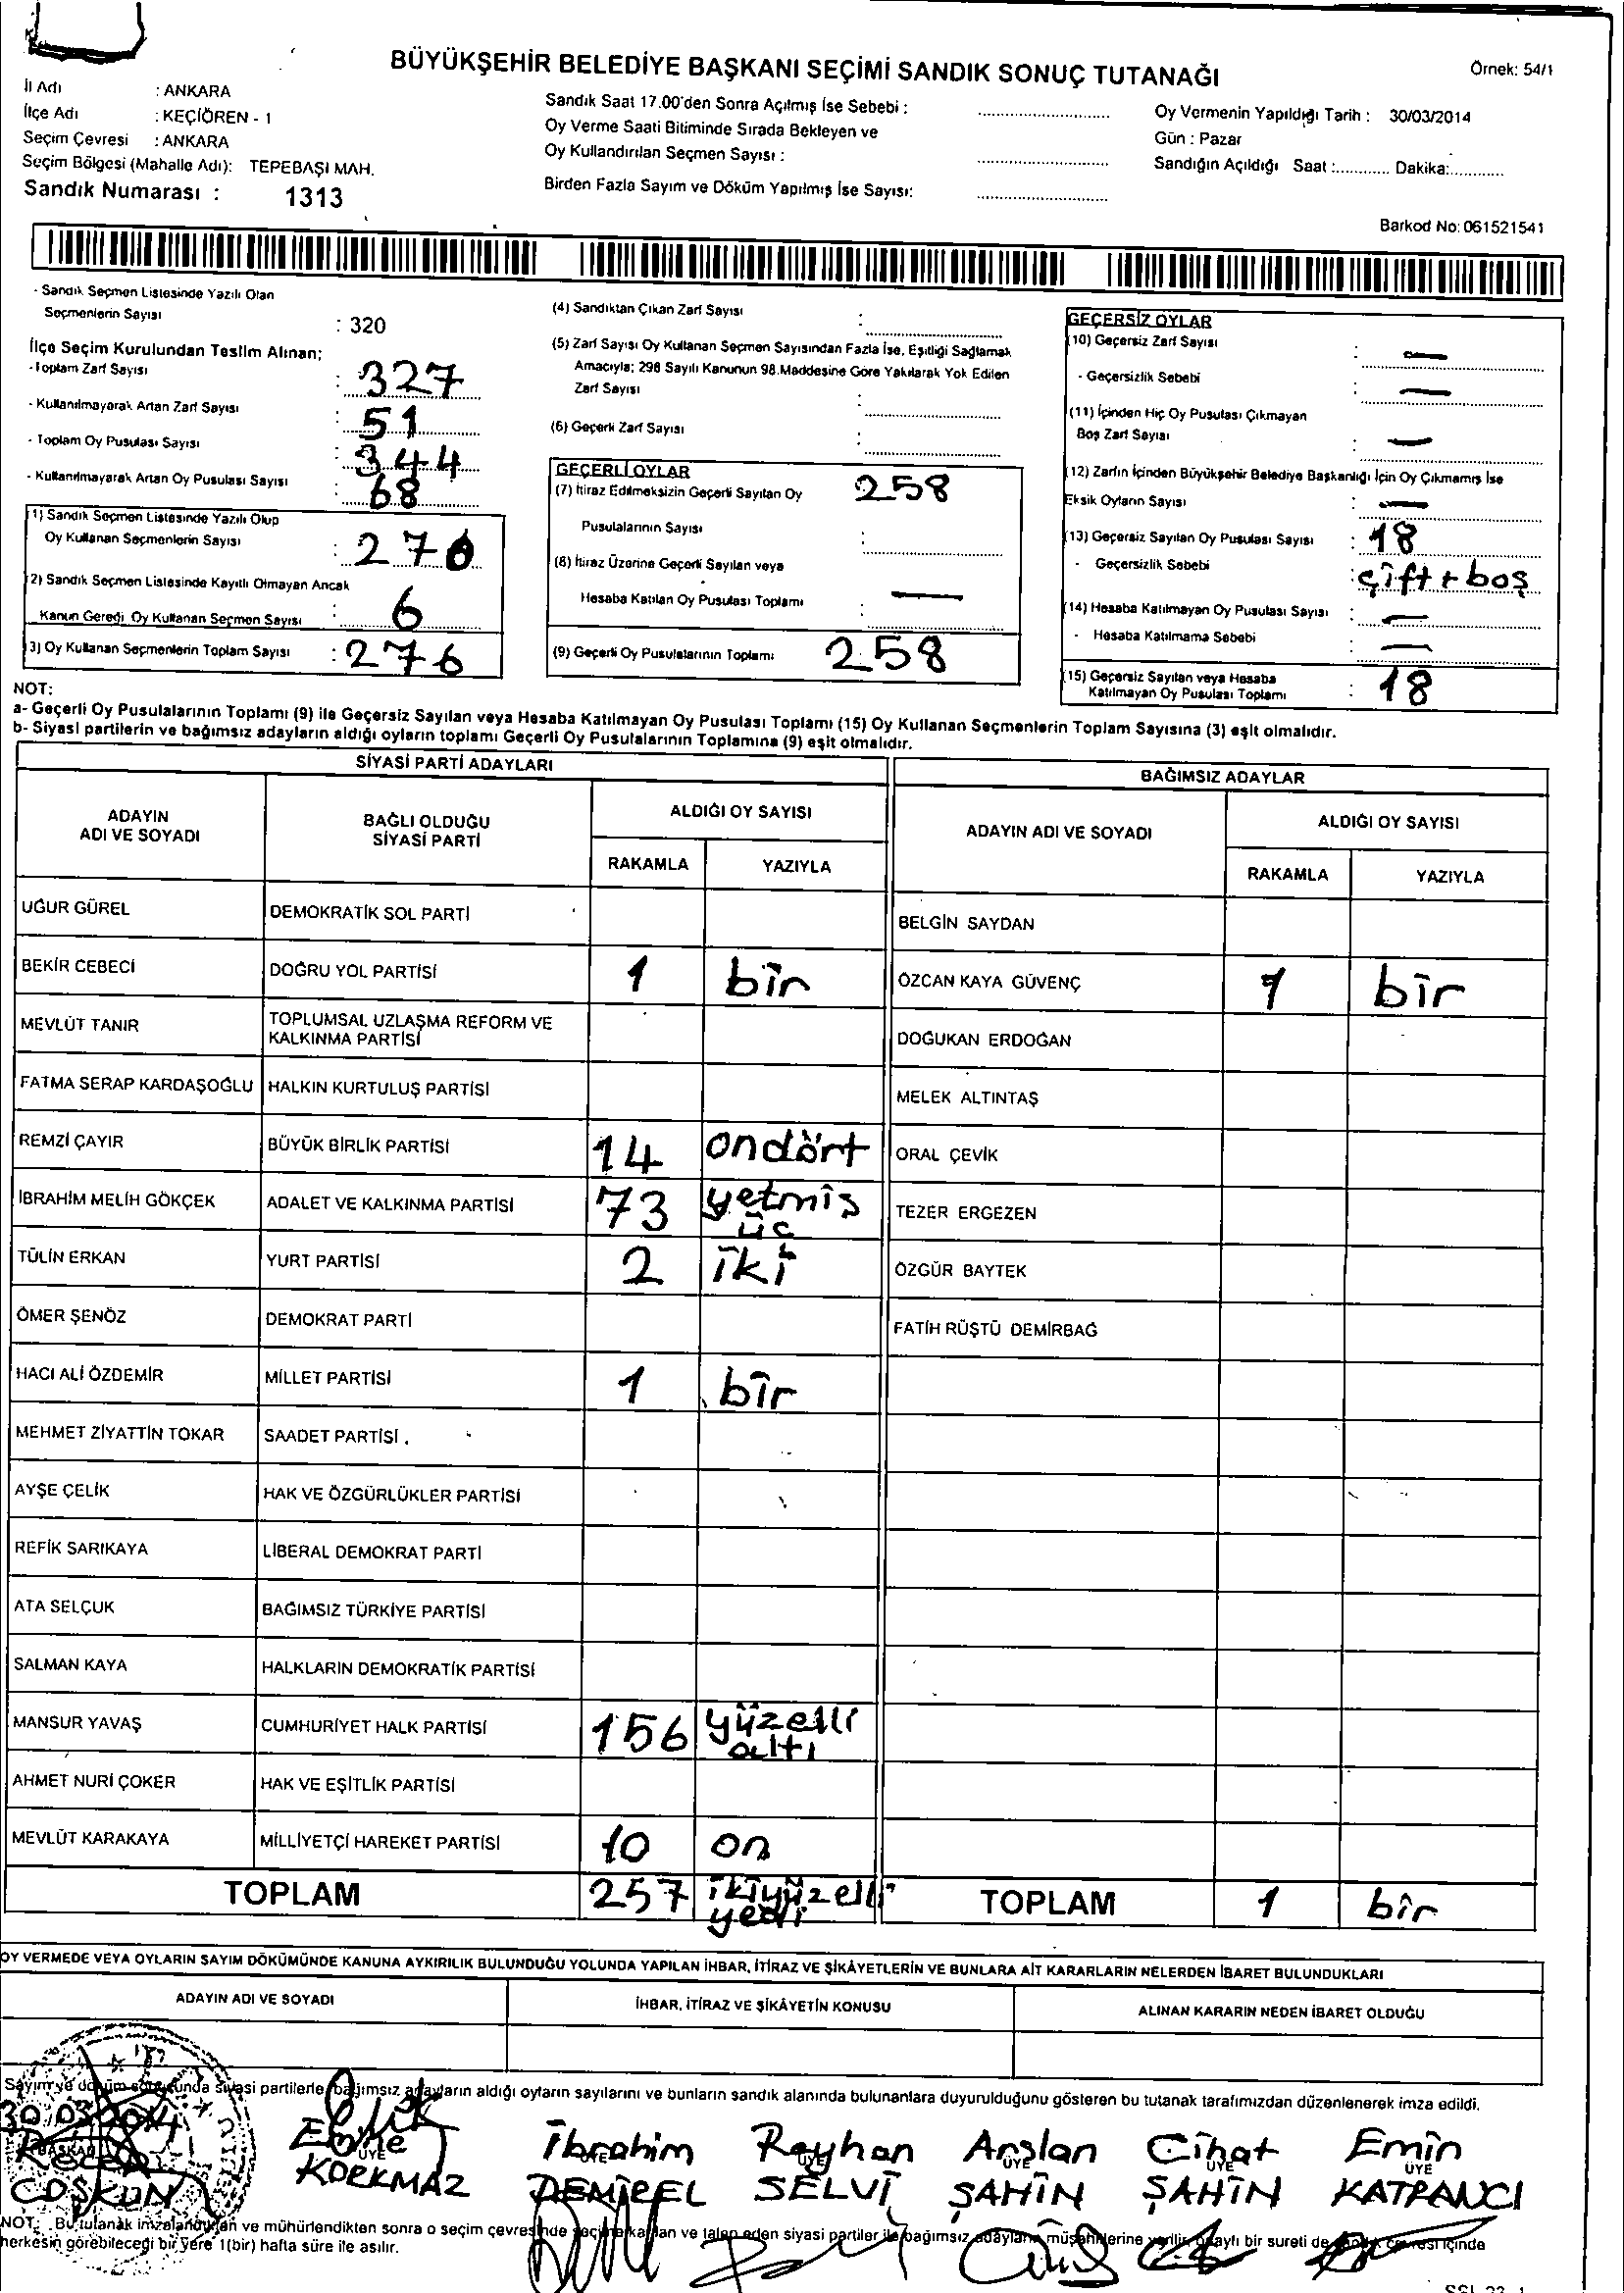 BÜYÜKŞEHİR BELEDİYE BAŞKANI SEÇİMİ SANDIK SONUÇ TUTANAĞI
Örnek: 54/1
İl Adı : ANKARA
İlçe Adı : KEÇİÖREN - 1
Seçim Çevresi : ANKARA
Seçim Bölgesi (Mahalle Adı): TEPEBAŞI MAH.
Sandık Numarası : 1313
Sandık Saat 17.00'den Sonra Açılmış İse Sebebi :
Oy Verme Saati Bitiminde Sırada Bekleyen ve
Oy Kullandırılan Seçmen Sayısı :
Birden Fazla Sayım ve Döküm Yapılmış İse Sayısı:
Oy Vermenin Yapıldığı Tarih : 30/03/2014
Gün : Pazar
Sandığın Açıldığı Saat :............ Dakika:............
Barkod No: 061521541
- Sandık Seçmen Listesinde Yazılı Olan
Seçmenlerin Sayısı : 320
İlçe Seçim Kurulundan Teslim Alınan;
-Toplam Zarf Sayısı : 327
- Kullanılmayarak Artan Zarf Sayısı : 51
- Toplam Oy Pusulası Sayısı : 344
- Kullanılmayarak Artan Oy Pusulası Sayısı : 68
(1) Sandık Seçmen Listesinde Yazılı Olup
Oy Kullanan Seçmenlerin Sayısı : 270
(2) Sandık Seçmen Listesinde Kayıtlı Olmayan Ancak
Kanun Gereği Oy Kullanan Seçmen Sayısı : 6
(3) Oy Kullanan Seçmenlerin Toplam Sayısı : 276
(4) Sandıktan Çıkan Zarf Sayısı :
(5) Zarf Sayısı Oy Kullanan Seçmen Sayısından Fazla İse, Eşitliği Sağlamak
Amacıyla; 298 Sayılı Kanunun 98.Maddesine Göre Yakılarak Yok Edilen
Zarf Sayısı :
(6) Geçerli Zarf Sayısı :
GEÇERLİ OYLAR
(7) İtiraz Edilmeksizin Geçerli Sayılan Oy 258
Pusulalarının Sayısı :
(8) İtiraz Üzerine Geçerli Sayılan veya
Hesaba Katılan Oy Pusulası Toplamı : —
(9) Geçerli Oy Pusulalarının Toplamı 258
GEÇERSİZ OYLAR
(10) Geçersiz Zarf Sayısı : —
- Geçersizlik Sebebi : —
(11) İçinden Hiç Oy Pusulası Çıkmayan
Boş Zarf Sayısı : —
(12) Zarfın İçinden Büyükşehir Belediye Başkanlığı İçin Oy Çıkmamış İse
Eksik Oyların Sayısı : —
(13) Geçersiz Sayılan Oy Pusulası Sayısı : 18
- Geçersizlik Sebebi : çift + boş
(14) Hesaba Katılmayan Oy Pusulası Sayısı : —
- Hesaba Katılmama Sebebi : —
(15) Geçersiz Sayılan veya Hesaba
Katılmayan Oy Pusulası Toplamı : 18
NOT:
a- Geçerli Oy Pusulalarının Toplamı (9) ile Geçersiz Sayılan veya Hesaba Katılmayan Oy Pusulası Toplamı (15) Oy Kullanan Seçmenlerin Toplam Sayısına (3) eşit olmalıdır.
b- Siyasi partilerin ve bağımsız adayların aldığı oyların toplamı Geçerli Oy Pusulalarının Toplamına (9) eşit olmalıdır.
SİYASİ PARTİ ADAYLARI
BAĞIMSIZ ADAYLAR
ADAYIN ADI VE SOYADI
BAĞLI OLDUĞU SİYASİ PARTİ
ALDIĞI OY SAYISI
RAKAMLA YAZIYLA
ADAYIN ADI VE SOYADI
ALDIĞI OY SAYISI
RAKAMLA YAZIYLA
UĞUR GÜREL DEMOKRATİK SOL PARTİ
BELGİN SAYDAN
BEKİR CEBECİ DOĞRU YOL PARTİSİ 1 bir
ÖZCAN KAYA GÜVENÇ 1 bir
MEVLÜT TANIR TOPLUMSAL UZLAŞMA REFORM VE KALKINMA PARTİSİ
DOĞUKAN ERDOĞAN
FATMA SERAP KARDAŞOĞLU HALKIN KURTULUŞ PARTİSİ
MELEK ALTINTAŞ
REMZİ ÇAYIR BÜYÜK BİRLİK PARTİSİ 14 ondört
ORAL ÇEVİK
İBRAHİM MELİH GÖKÇEK ADALET VE KALKINMA PARTİSİ 73 yetmiş üç
TEZER ERGEZEN
TÜLİN ERKAN YURT PARTİSİ 2 iki
ÖZGÜR BAYTEK
ÖMER ŞENÖZ DEMOKRAT PARTİ
FATİH RÜŞTÜ DEMİRBAĞ
HACI ALİ ÖZDEMİR MİLLET PARTİSİ 1 bir
MEHMET ZİYATTİN TOKAR SAADET PARTİSİ
AYŞE ÇELİK HAK VE ÖZGÜRLÜKLER PARTİSİ
REFİK SARIKAYA LİBERAL DEMOKRAT PARTİ
ATA SELÇUK BAĞIMSIZ TÜRKİYE PARTİSİ
SALMAN KAYA HALKLARIN DEMOKRATİK PARTİSİ
MANSUR YAVAŞ CUMHURİYET HALK PARTİSİ 156 yüzelli altı
AHMET NURİ ÇOKER HAK VE EŞİTLİK PARTİSİ
MEVLÜT KARAKAYA MİLLİYETÇİ HAREKET PARTİSİ 10 on
TOPLAM 257 ikiyüzelli yedi
TOPLAM 1 bir
OY VERMEDE VEYA OYLARIN SAYIM DÖKÜMÜNDE KANUNA AYKIRILIK BULUNDUĞU YOLUNDA YAPILAN İHBAR, İTİRAZ VE ŞİKÂYETLERİN VE BUNLARA AİT KARARLARIN NELERDEN İBARET BULUNDUKLARI
ADAYIN ADI VE SOYADI
İHBAR, İTİRAZ VE ŞİKÂYETİN KONUSU
ALINAN KARARIN NEDEN İBARET OLDUĞU
Sayım ve döküm sonucunda siyasi partilerle bağımsız adayların aldığı oyların sayılarını ve bunların sandık alanında bulunanlara duyurulduğunu gösteren bu tutanak tarafımızdan düzenlenerek imza edildi.
30.03.2014
BAŞKAN ÜYE ÜYE ÜYE ÜYE ÜYE ÜYE
Recep Emine İbrahim Reyhan Arslan Cihat Emin
COŞKUN KORKMAZ DEMİREL SELVİ ŞAHİN ŞAHİN KATRANCI
NOT: Bu tutanak imzalandıktan ve mühürlendikten sonra o seçim çevresinde seçime katılan ve talep eden siyasi partiler ile bağımsız adayların müşahitlerine verilir, onaylı bir sureti de sandık çevresi içinde
herkesin görebileceği bir yere 1(bir) hafta süre ile asılır.